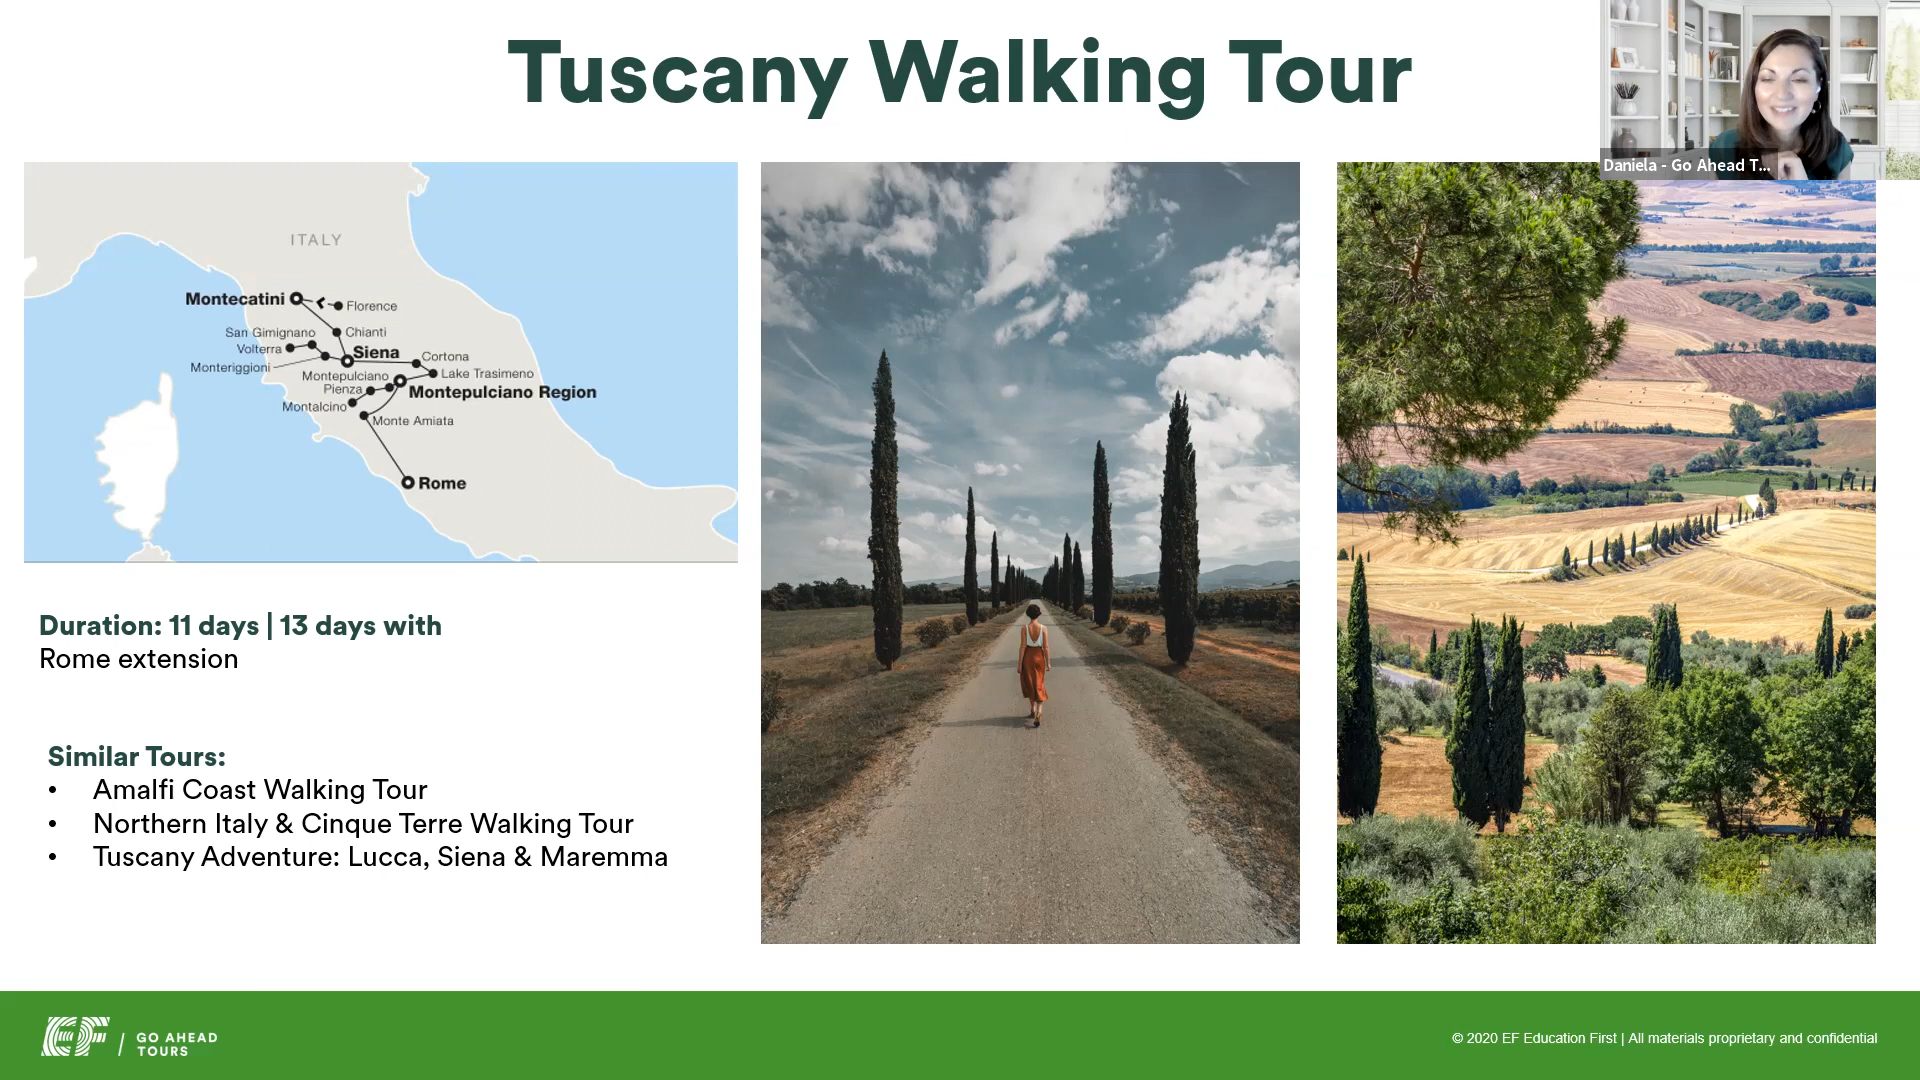 Tuscany Walking Tour
Daniela - Go Ahead T...
ITALY
Montecatini
Florence
San Gimignano
Chianti
Volterra
Siena
Cortona
Monteriggioni
Montepulciano
Lake Trasimeno
Pienza
Montepulciano Region
Montalcino
Monte Amiata
Rome
Duration: 11 days | 13 days with
Rome extension
Similar Tours:
• Amalfi Coast Walking Tour
• Northern Italy & Cinque Terre Walking Tour
• Tuscany Adventure: Lucca, Siena & Maremma
EF / GO AHEAD
TOURS
© 2020 EF Education First | All materials proprietary and confidential